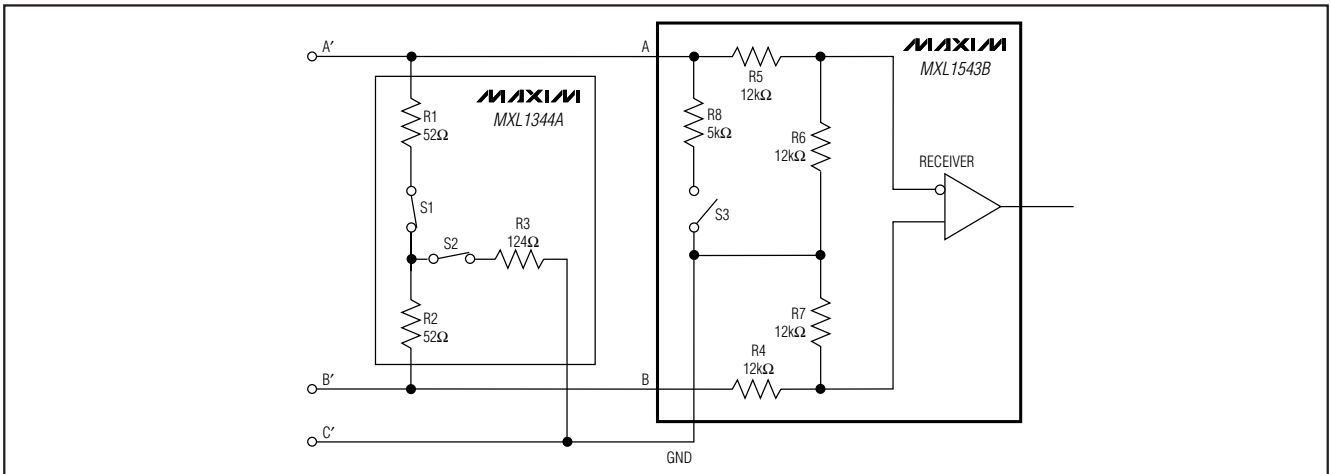 A′
A
MAXIM
MXL1543B
R5
12kΩ
MAXIM
MXL1344A
R1
52Ω
R8
5kΩ
R6
12kΩ
RECEIVER
S1
S3
R3
124Ω
S2
R2
52Ω
R7
12kΩ
R4
12kΩ
B′
B
C′
GND